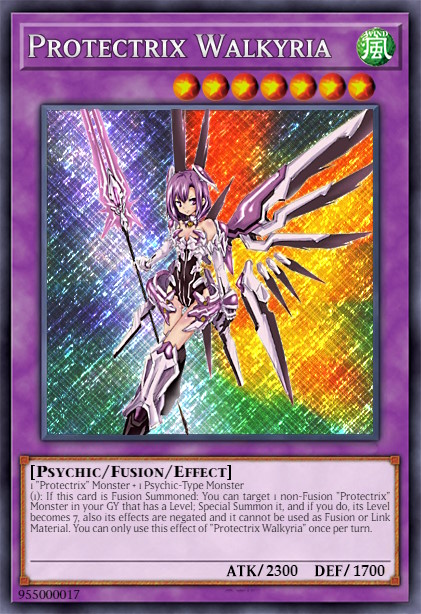 Protectrix Walkyria
WIND
風
[Psychic/Fusion/Effect]
1 "Protectrix" Monster + 1 Psychic-Type Monster
(1): If this card is Fusion Summoned: You can target 1 non-Fusion "Protectrix"
Monster in your GY that has a Level; Special Summon it, and if you do, its Level
becomes 7, also its effects are negated and it cannot be used as Fusion or Link
Material. You can only use this effect of "Protectrix Walkyria" once per turn.
ATK/2300 DEF/1700
955000017